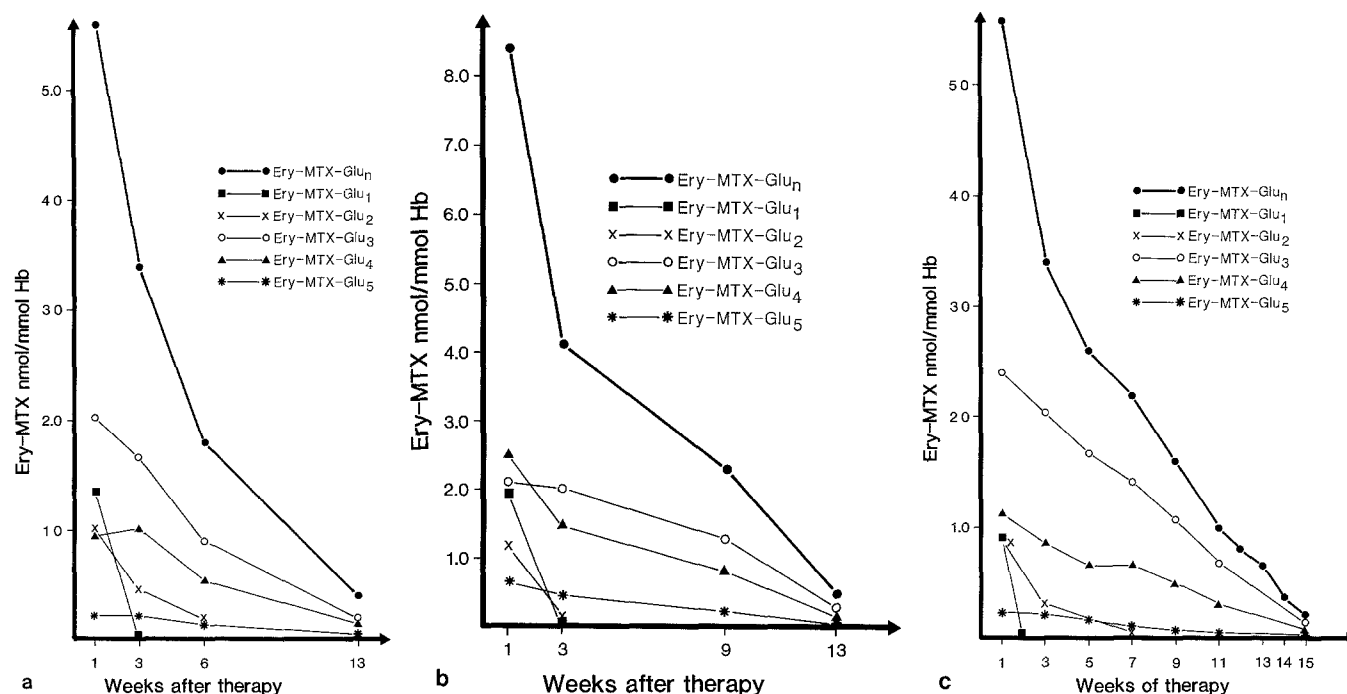 Ery-MTX nmol/mmol Hb
5.0
4.0
3.0
2.0
1.0
Ery-MTX-Glun
Ery-MTX-Glu1
Ery-MTX-Glu2
Ery-MTX-Glu3
Ery-MTX-Glu4
Ery-MTX-Glu5
1 3 6 13
a Weeks after therapy
Ery-MTX nmol/mmol Hb
8.0
7.0
6.0
5.0
4.0
3.0
2.0
1.0
Ery-MTX-Glun
Ery-MTX-Glu1
Ery-MTX-Glu2
Ery-MTX-Glu3
Ery-MTX-Glu4
Ery-MTX-Glu5
1 3 9 13
b Weeks after therapy
Ery-MTX nmol/mmol Hb
5.0
4.0
3.0
2.0
1.0
Ery-MTX-Glun
Ery-MTX-Glu1
Ery-MTX-Glu2
Ery-MTX-Glu3
Ery-MTX-Glu4
Ery-MTX-Glu5
1 3 5 7 9 11 13 14 15
c Weeks of therapy